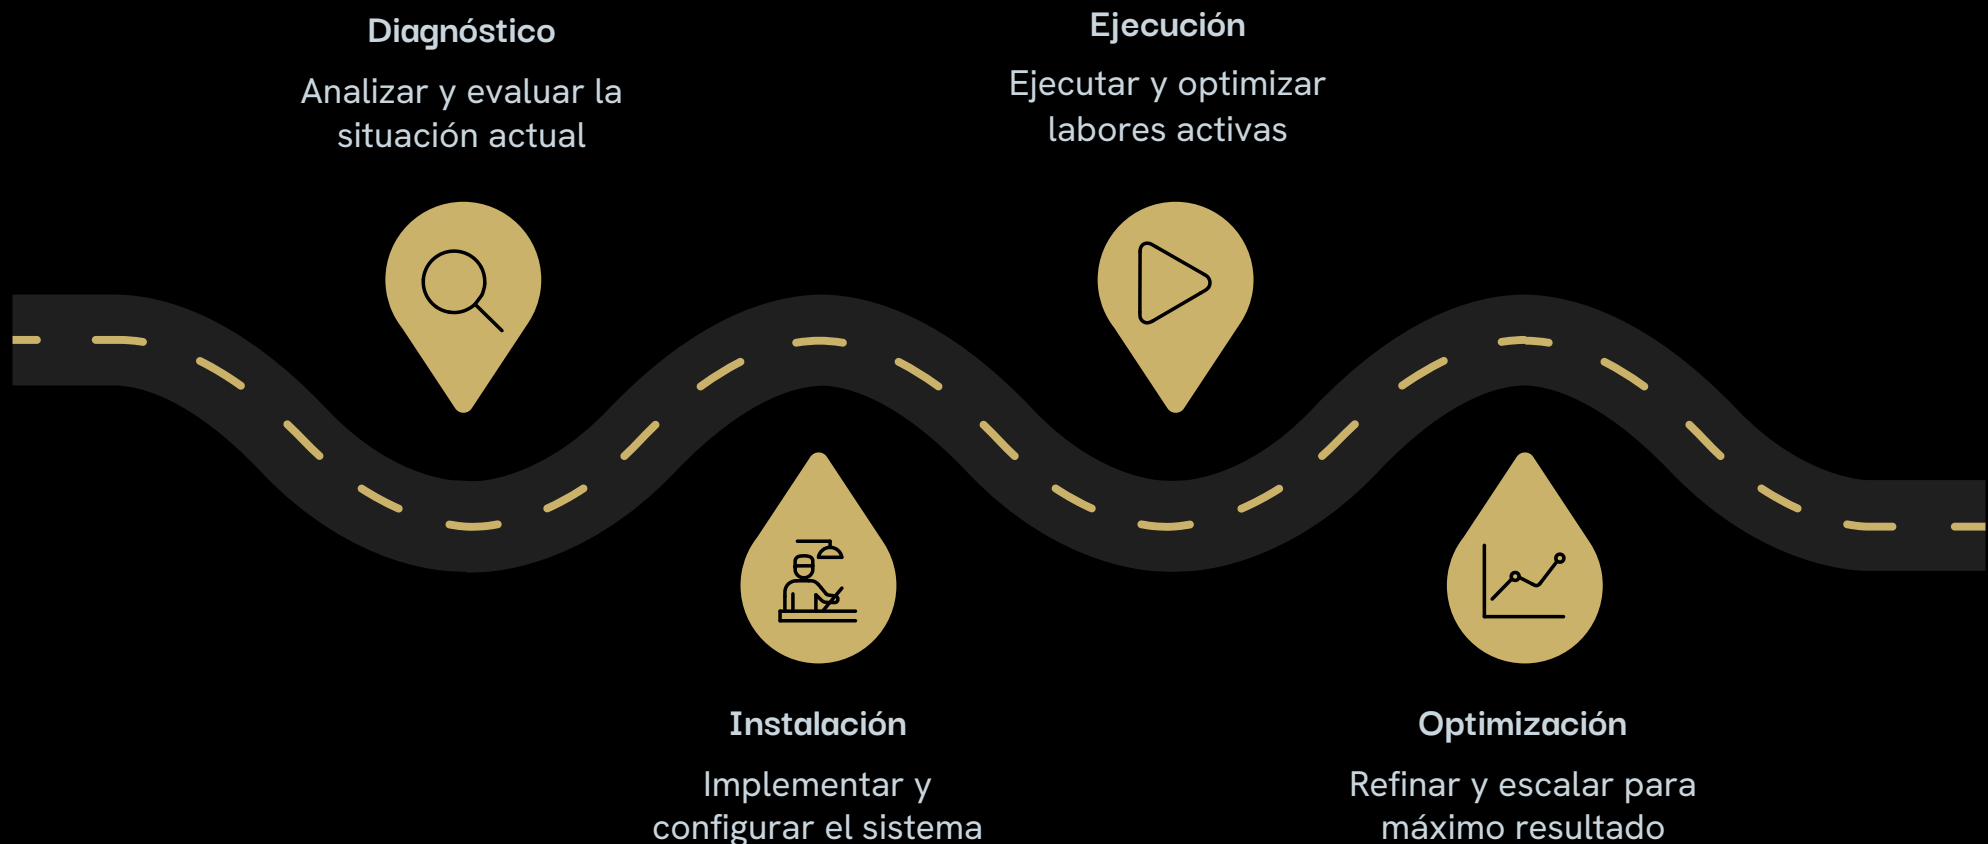 Diagnóstico
Analizar y evaluar la
situación actual
Instalación
Implementar y
configurar el sistema
Ejecución
Ejecutar y optimizar
labores activas
Optimización
Refinar y escalar para
máximo resultado